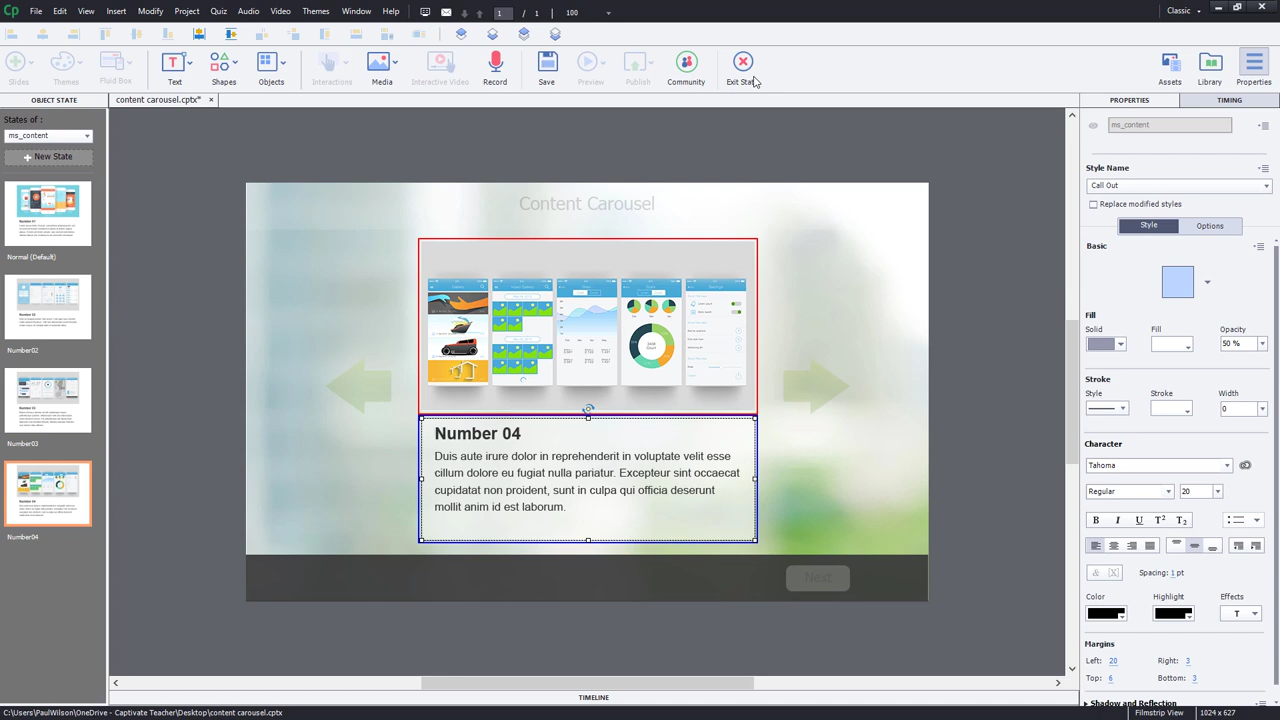 Cp File Edit View Insert Modify Project Quiz Audio Video Themes Window Help 1 / 1 100 Classic
Slides Themes Fluid Box Text Shapes Objects Interactions Media Interactive Video Record Save Preview Publish Community Exit State Assets Library Properties
OBJECT STATE
content carousel.cptx* ×
PROPERTIES TIMING
States of :
ms_content
+ New State
Normal (Default)
Number02
Number03
Number04
Content Carousel
Number 04
Duis aute irure dolor in reprehenderit in voluptate velit esse
cillum dolore eu fugiat nulla pariatur. Excepteur sint occaecat
cupidatat non proident, sunt in culpa qui officia deserunt
mollit anim id est laborum.
Next
ms_content
Style Name
Call Out
Replace modified styles
Style Options
Basic
Fill
Solid Fill Opacity
50 %
Stroke
Style Stroke Width
0
Character
Tahoma
Regular 20
B I U T² T₂
Spacing: 1 pt
Color Highlight Effects
T
Margins
Left: 20 Right: 3
Top: 6 Bottom: 3
Shadow and Reflection
TIMELINE
C:\Users\PaulWilson\OneDrive - Captivate Teacher\Desktop\content carousel.cptx
Filmstrip View 1024 x 627